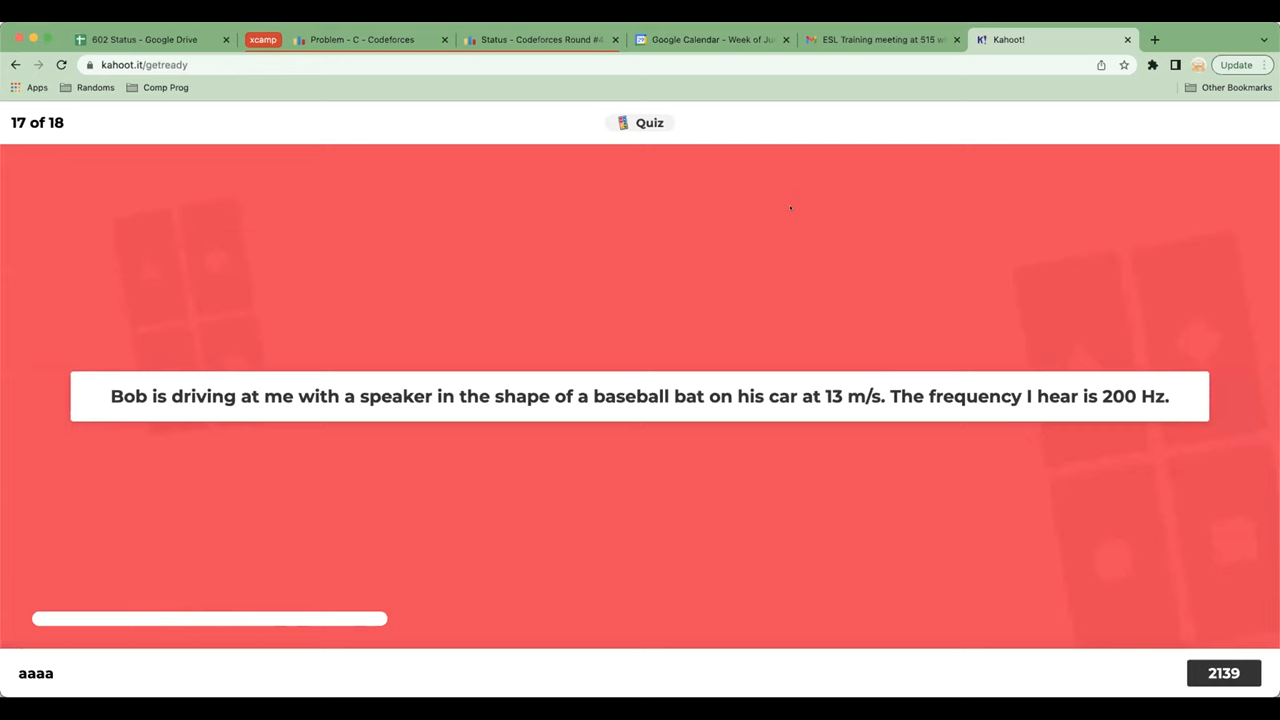 602 Status - Google Drive
xcamp
Problem - C - Codeforces
Status - Codeforces Round #4
Google Calendar - Week of Ju
ESL Training meeting at 515 w
K! Kahoot!
kahoot.it/getready
Update
Apps
Randoms
Comp Prog
Other Bookmarks
17 of 18
Quiz
Bob is driving at me with a speaker in the shape of a baseball bat on his car at 13 m/s. The frequency I hear is 200 Hz.
aaaa
2139